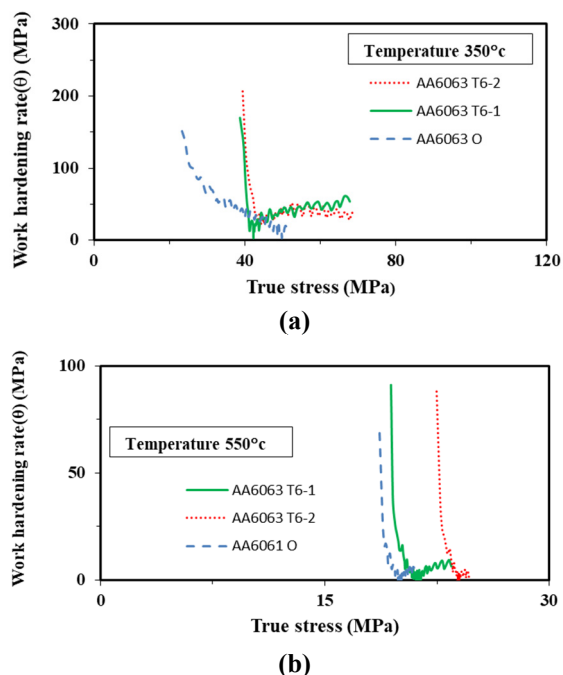 Work hardening rate(θ) (MPa)
300
200
100
0
Temperature 350°c
AA6063 T6-2
AA6063 T6-1
AA6063 O
0 40 80 120
True stress (MPa)
(a)
Work hardening rate(θ) (MPa)
100
50
0
Temperature 550°c
AA6063 T6-1
AA6063 T6-2
AA6061 O
0 15 30
True stress (MPa)
(b)